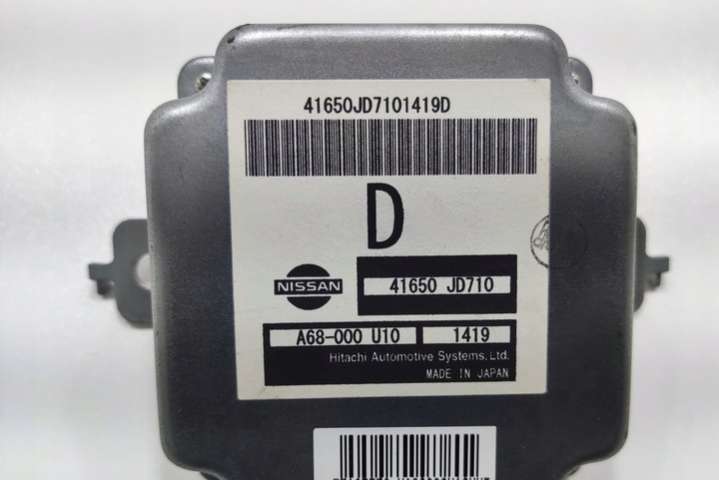 41650JD7101419D
D
NISSAN
41650 JD710
A68-000 U10 1419
Hitachi Automotive Systems, Ltd.
MADE IN JAPAN